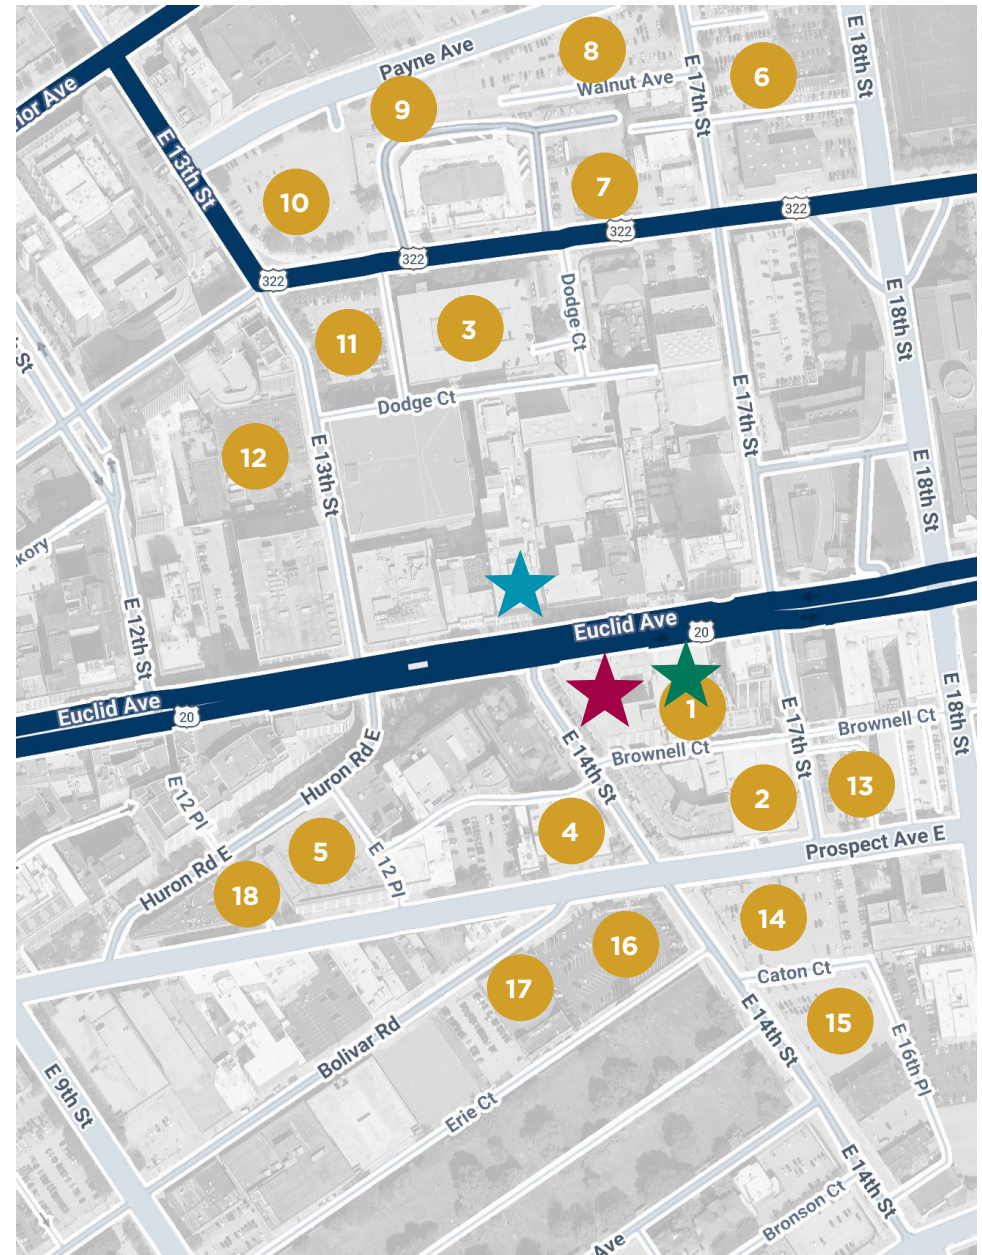 8
Payne Ave
6
E 18th St
Walnut Ave
E 17th St
ior Ave
9
E 13th St
7
10
322
322
322
322
Dodge Ct
E 18th St
3
11
St
Dodge Ct
E 17th St
12
E 13th St
E 18th St
kory
E 12th St
Euclid Ave
20
Euclid Ave
20
1
E 18th St
Brownell Ct
E 17th St
Brownell Ct
Huron Rd E
E 14th St
13
2
E 12 Pl
4
5
E 12 Pl
Prospect Ave E
Huron Rd E
18
14
16
Caton Ct
17
15
E 14th St
Bolivar Rd
E 16th Pl
E 9th St
Erie Ct
E 14th St
Bronson Ct
Ave